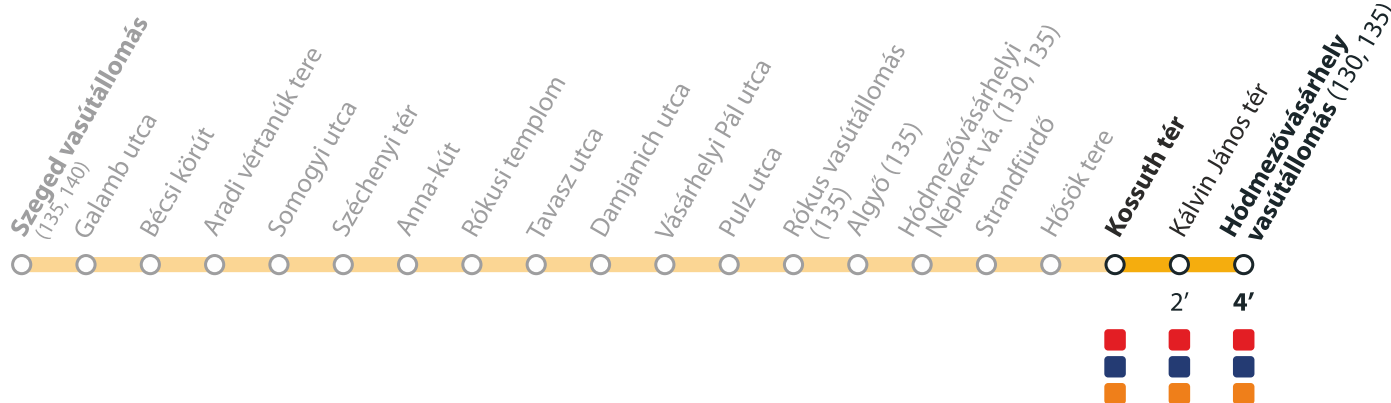 Szeged vasútállomás
(135, 140)
Galamb utca
Bécsi körút
Aradi vértanúk tere
Somogyi utca
Széchenyi tér
Anna-kút
Rókusi templom
Tavasz utca
Damjanich utca
Vásárhelyi Pál utca
Pulz utca
Rókus vasútállomás
(135)
Algyő (135)
Hódmezővásárhelyi
Népkert vá. (130, 135)
Strandfürdő
Hősök tere
Kossuth tér
Kálvin János tér
Hódmezővásárhely
vasútállomás (130, 135)
2’
4’